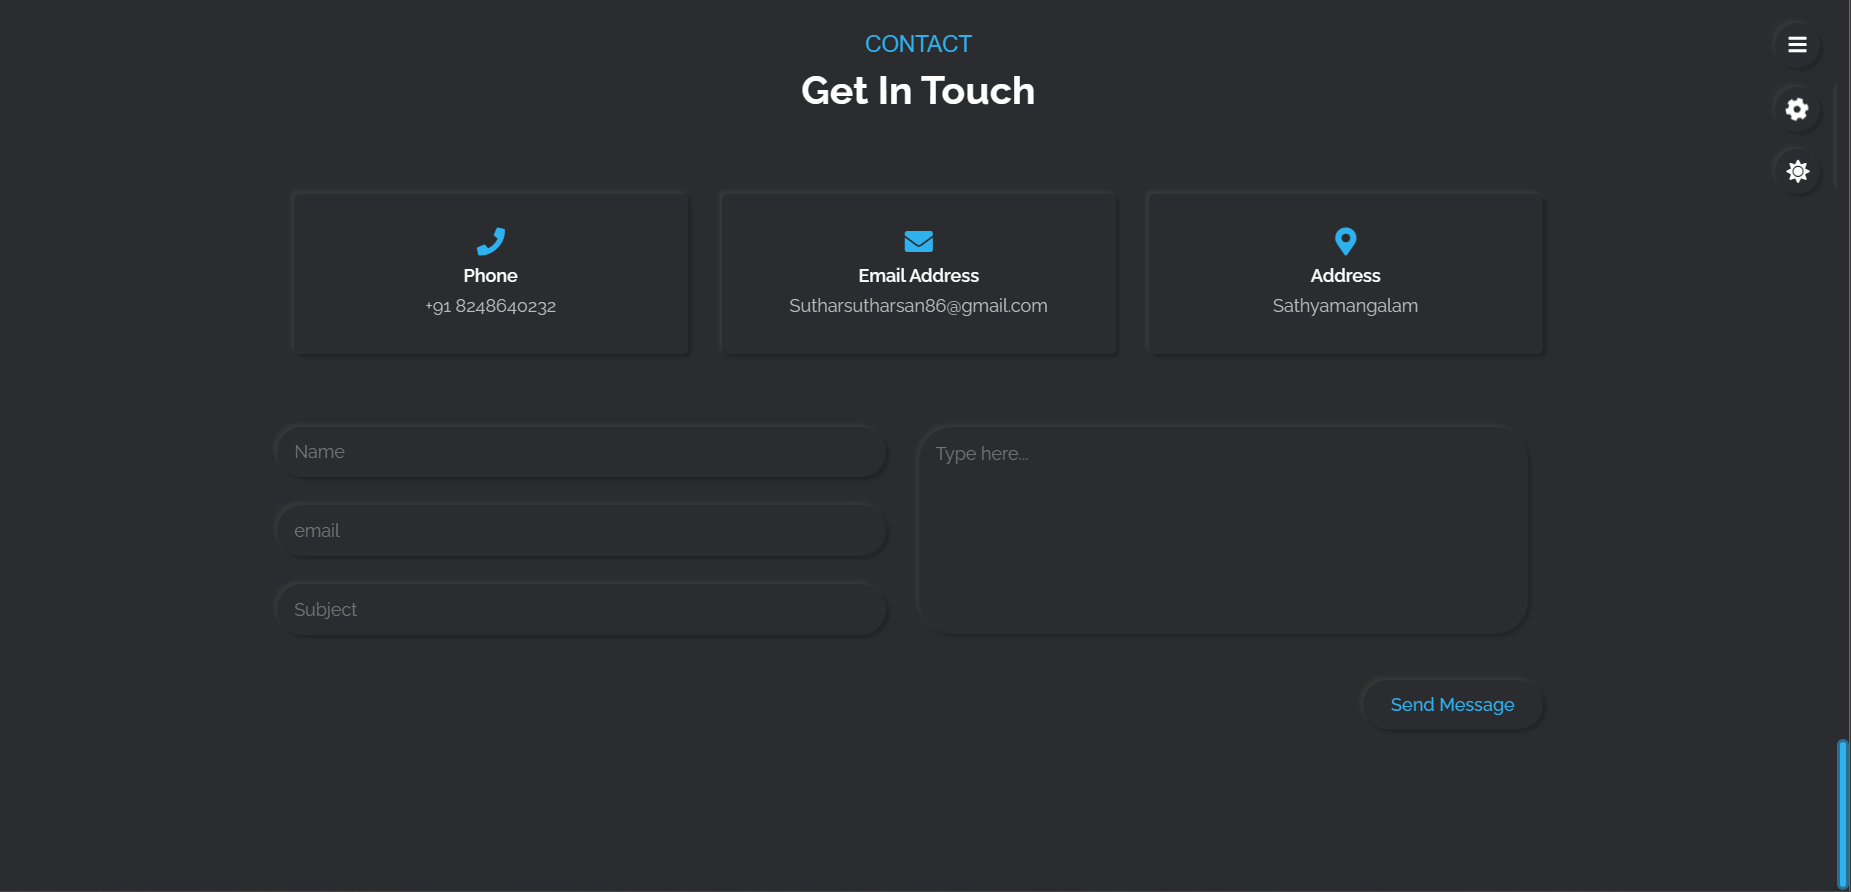 CONTACT
Get In Touch
Phone
+91 8248640232
Email Address
Sutharsutharsan86@gmail.com
Address
Sathyamangalam
Name
email
Subject
Type here...
Send Message